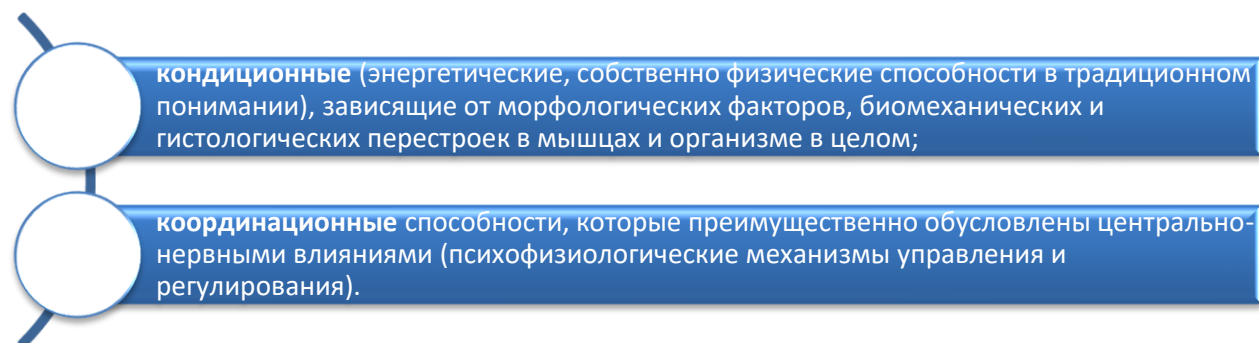 кондиционные (энергетические, собственно физические способности в традиционном
понимании), зависящие от морфологических факторов, биомеханических и
гистологических перестроек в мышцах и организме в целом;
координационные способности, которые преимущественно обусловлены центрально-
нервными влияниями (психофизиологические механизмы управления и
регулирования).